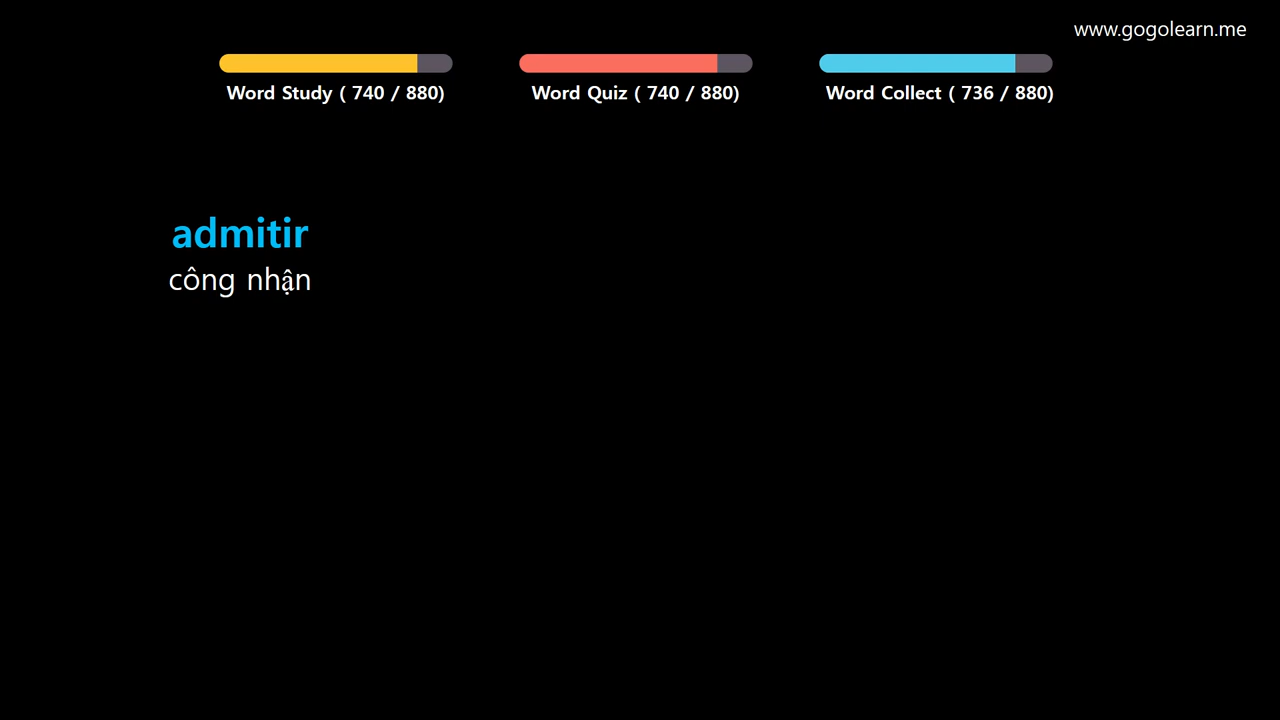 www.gogolearn.me
Word Study ( 740 / 880)
Word Quiz ( 740 / 880)
Word Collect ( 736 / 880)
admitir
công nhận